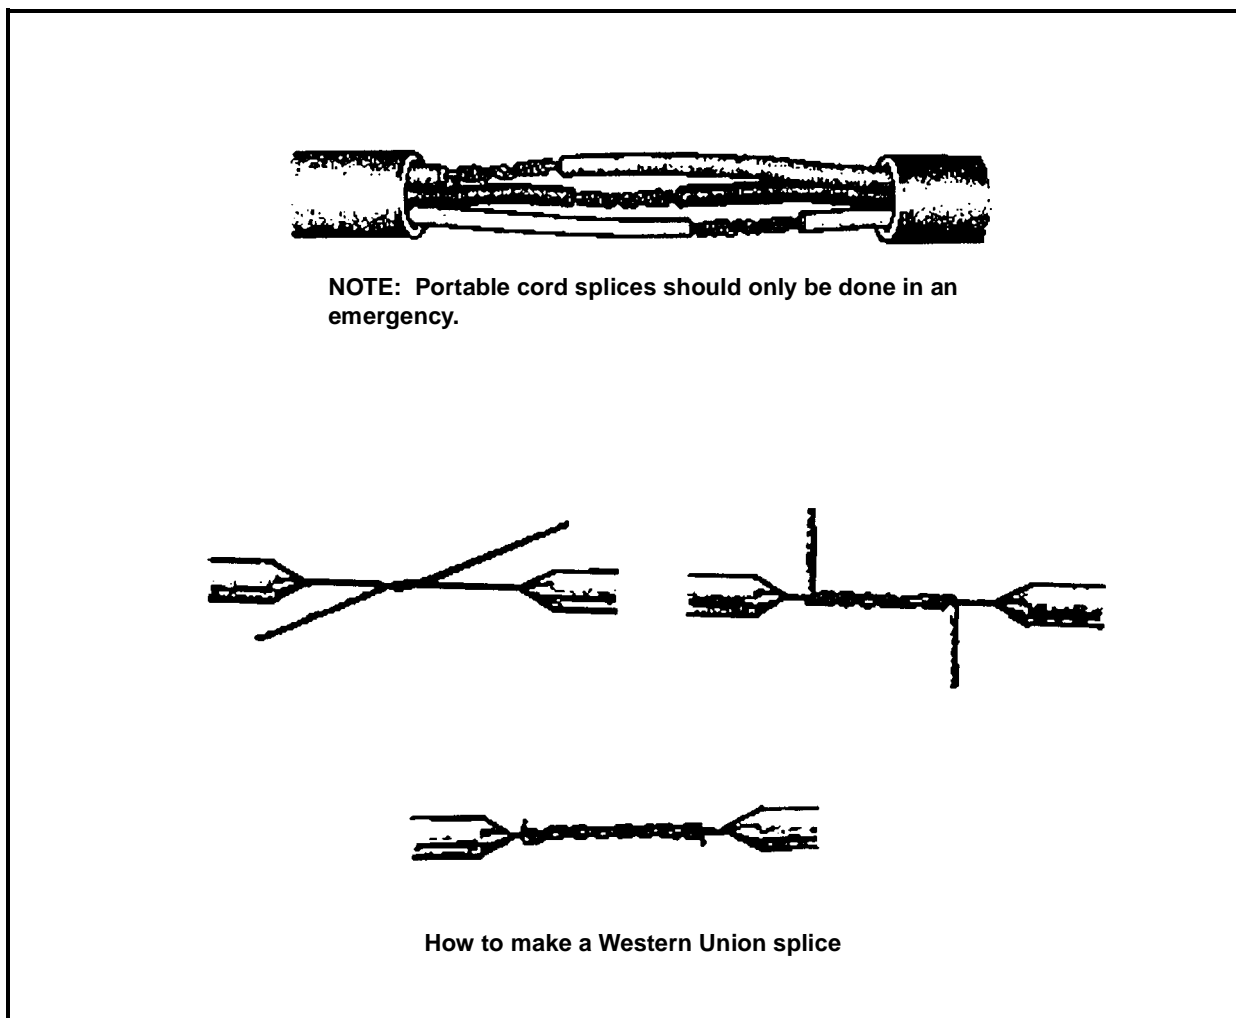 NOTE: Portable cord splices should only be done in an
emergency.
How to make a Western Union splice